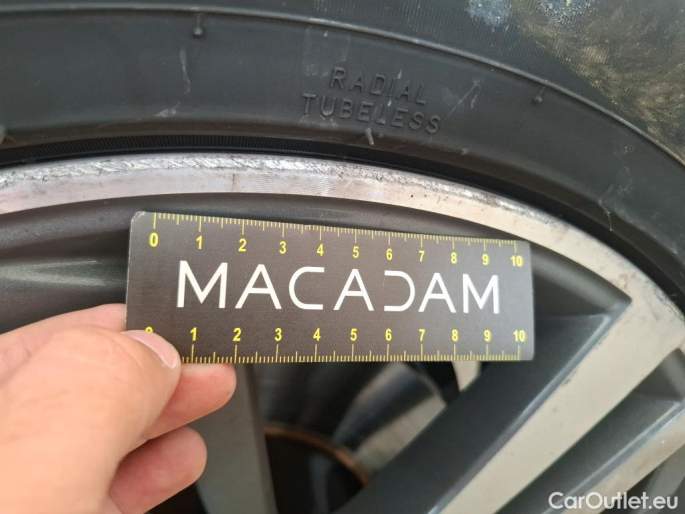 RADIAL
TUBELESS
0 1 2 3 4 5 6 7 8 9 10
MACADAM
0 1 2 3 4 5 6 7 8 9 10
CarOutlet.eu